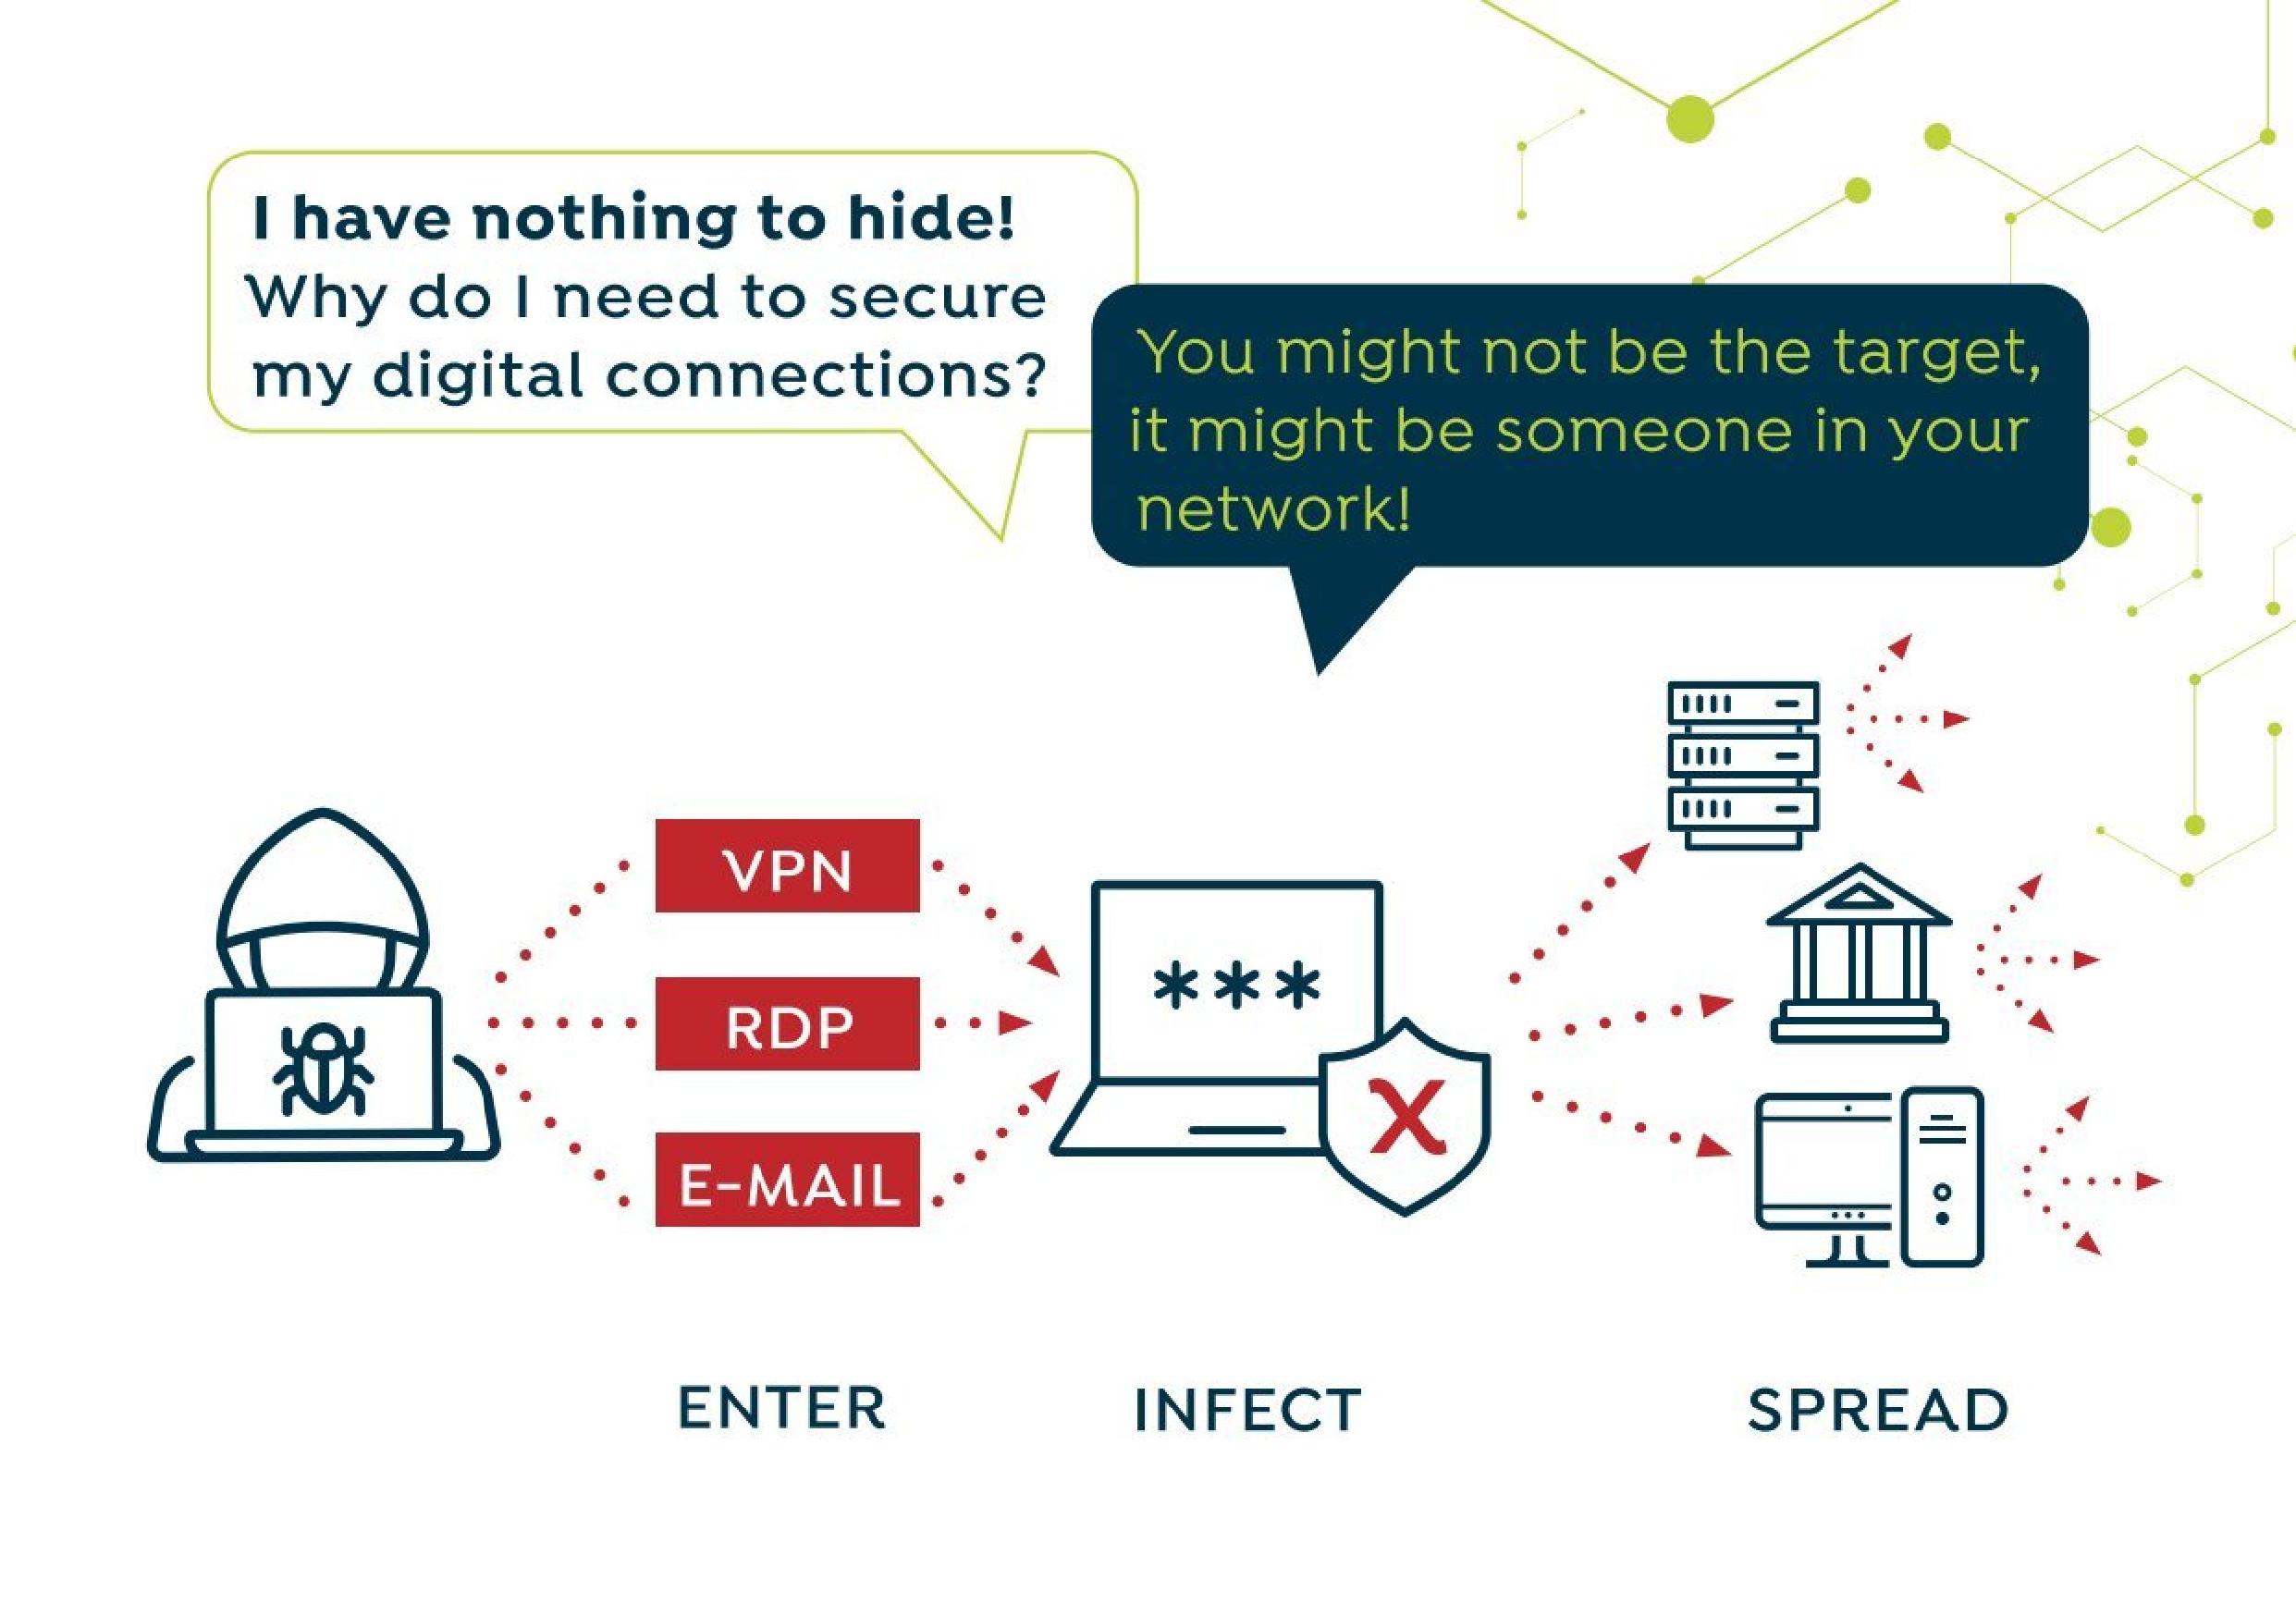 I have nothing to hide!
Why do I need to secure
my digital connections?
You might not be the target,
it might be someone in your
network!
VPN
RDP
E-MAIL
***
X
ENTER
INFECT
SPREAD